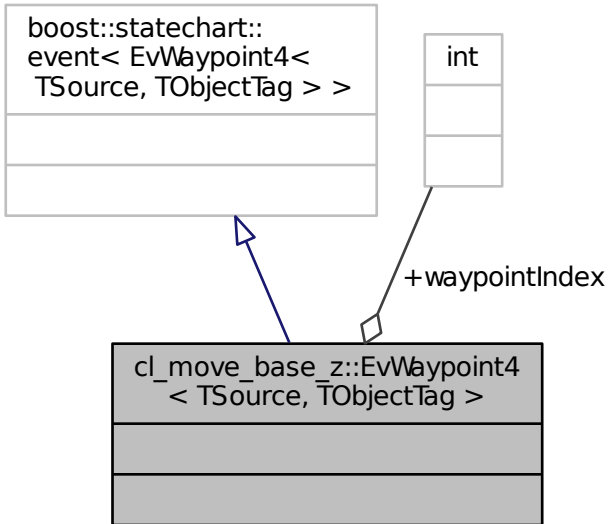 boost::statechart::
event< EvWaypoint4<
TSource, TObjectTag > >
int
+waypointIndex
cl_move_base_z::EvWaypoint4
< TSource, TObjectTag >